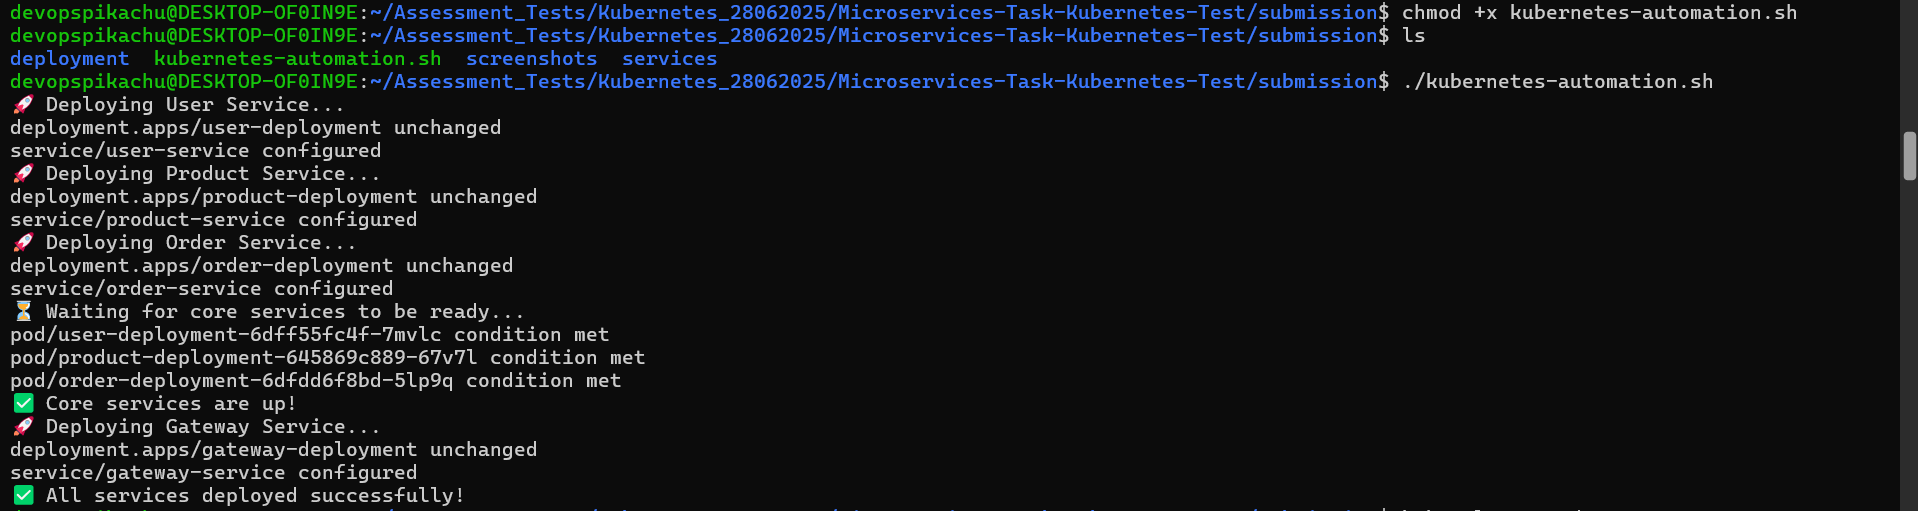 devopspikachu@DESKTOP-OF0IN9E:~/Assessment_Tests/Kubernetes_28062025/Microservices-Task-Kubernetes-Test/submission$ chmod +x kubernetes-automation.sh
devopspikachu@DESKTOP-OF0IN9E:~/Assessment_Tests/Kubernetes_28062025/Microservices-Task-Kubernetes-Test/submission$ ls
deployment  kubernetes-automation.sh  screenshots  services
devopspikachu@DESKTOP-OF0IN9E:~/Assessment_Tests/Kubernetes_28062025/Microservices-Task-Kubernetes-Test/submission$ ./kubernetes-automation.sh
🚀 Deploying User Service...
deployment.apps/user-deployment unchanged
service/user-service configured
🚀 Deploying Product Service...
deployment.apps/product-deployment unchanged
service/product-service configured
🚀 Deploying Order Service...
deployment.apps/order-deployment unchanged
service/order-service configured
⏳ Waiting for core services to be ready...
pod/user-deployment-6dff55fc4f-7mvlc condition met
pod/product-deployment-645869c889-67v7l condition met
pod/order-deployment-6dfdd6f8bd-5lp9q condition met
✅ Core services are up!
🚀 Deploying Gateway Service...
deployment.apps/gateway-deployment unchanged
service/gateway-service configured
✅ All services deployed successfully!